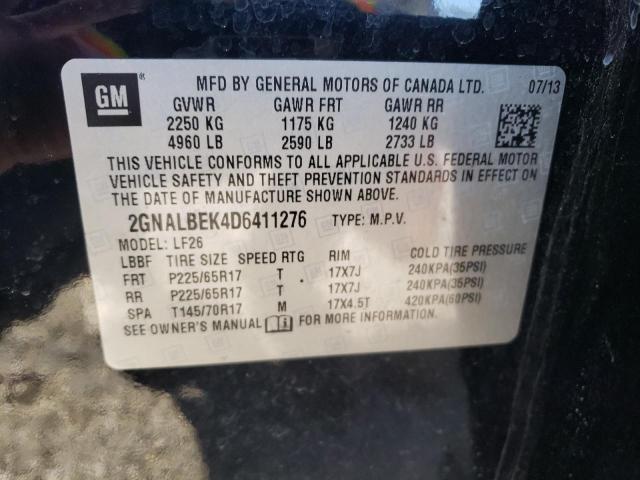 GM ® MFD BY GENERAL MOTORS OF CANADA LTD. 07/13
GVWR GAWR FRT GAWR RR
2250 KG 1175 KG 1240 KG
4960 LB 2590 LB 2733 LB
THIS VEHICLE CONFORMS TO ALL APPLICABLE U.S. FEDERAL MOTOR
VEHICLE SAFETY AND THEFT PREVENTION STANDARDS IN EFFECT ON
THE DATE OF MANUFACTURE SHOWN ABOVE.
2GNALBEK4D6411276 TYPE: M.P.V.
MODEL: LF26
LBBF TIRE SIZE SPEED RTG RIM COLD TIRE PRESSURE
FRT P225/65R17 T 17X7J 240KPA(35PSI)
RR P225/65R17 T 17X7J 240KPA(35PSI)
SPA T145/70R17 M 17X4.5T 420KPA(60PSI)
SEE OWNER'S MANUAL FOR MORE INFORMATION.